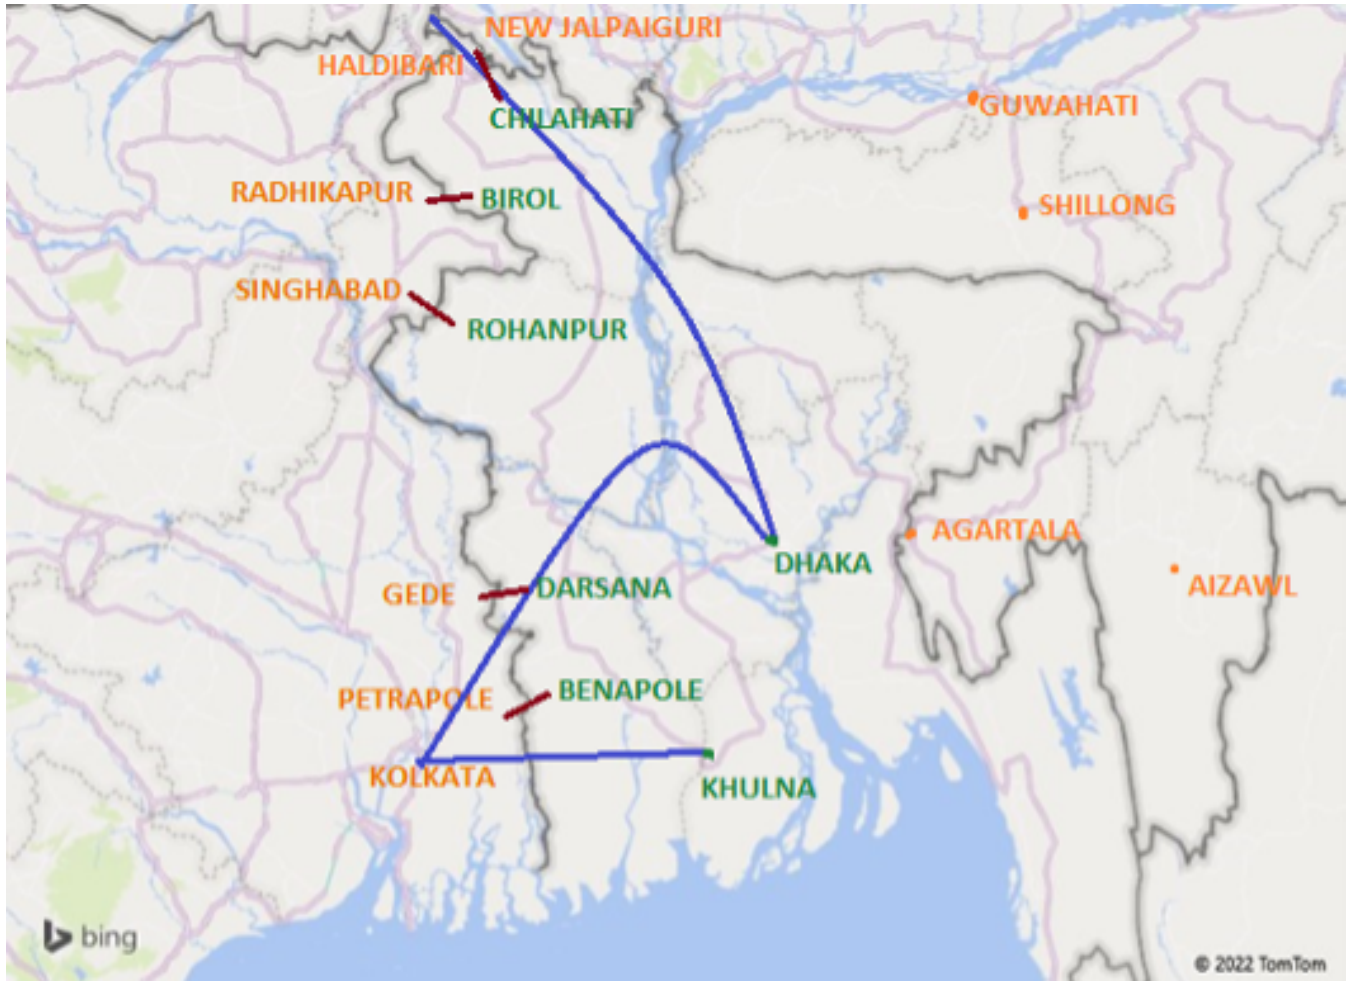 NEW JALPAIGURI
HALDIBARI
CHILAHATI
GUWAHATI
RADHIKAPUR
BIROL
SHILLONG
SINGHABAD
ROHANPUR
AGARTALA
DHAKA
GEDE
DARSANA
AIZAWL
PETRAPOLE
BENAPOLE
KOLKATA
KHULNA
bing
© 2022 TomTom